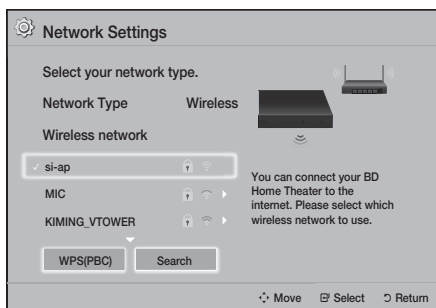 Network Settings
Select your network type.
Network Type Wireless
Wireless network
si-ap
MIC
KIMING_VTOWER
WPS(PBC) Search
You can connect your BD
Home Theater to the
internet. Please select which
wireless network to use.
Move Select Return